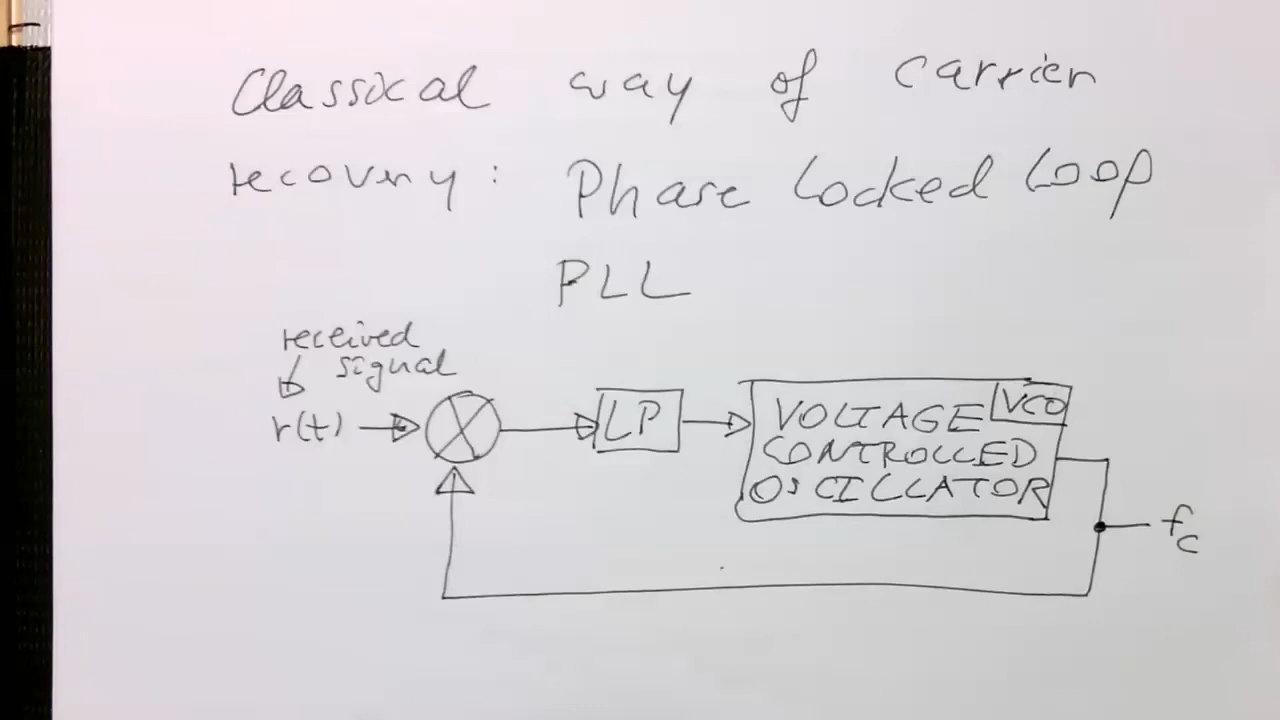 Classical way of carrier
recovery: Phase Locked Loop
PLL
received
signal
r(t)
LP
VOLTAGE VCO
CONTROLLED
OSCILLATOR
fc